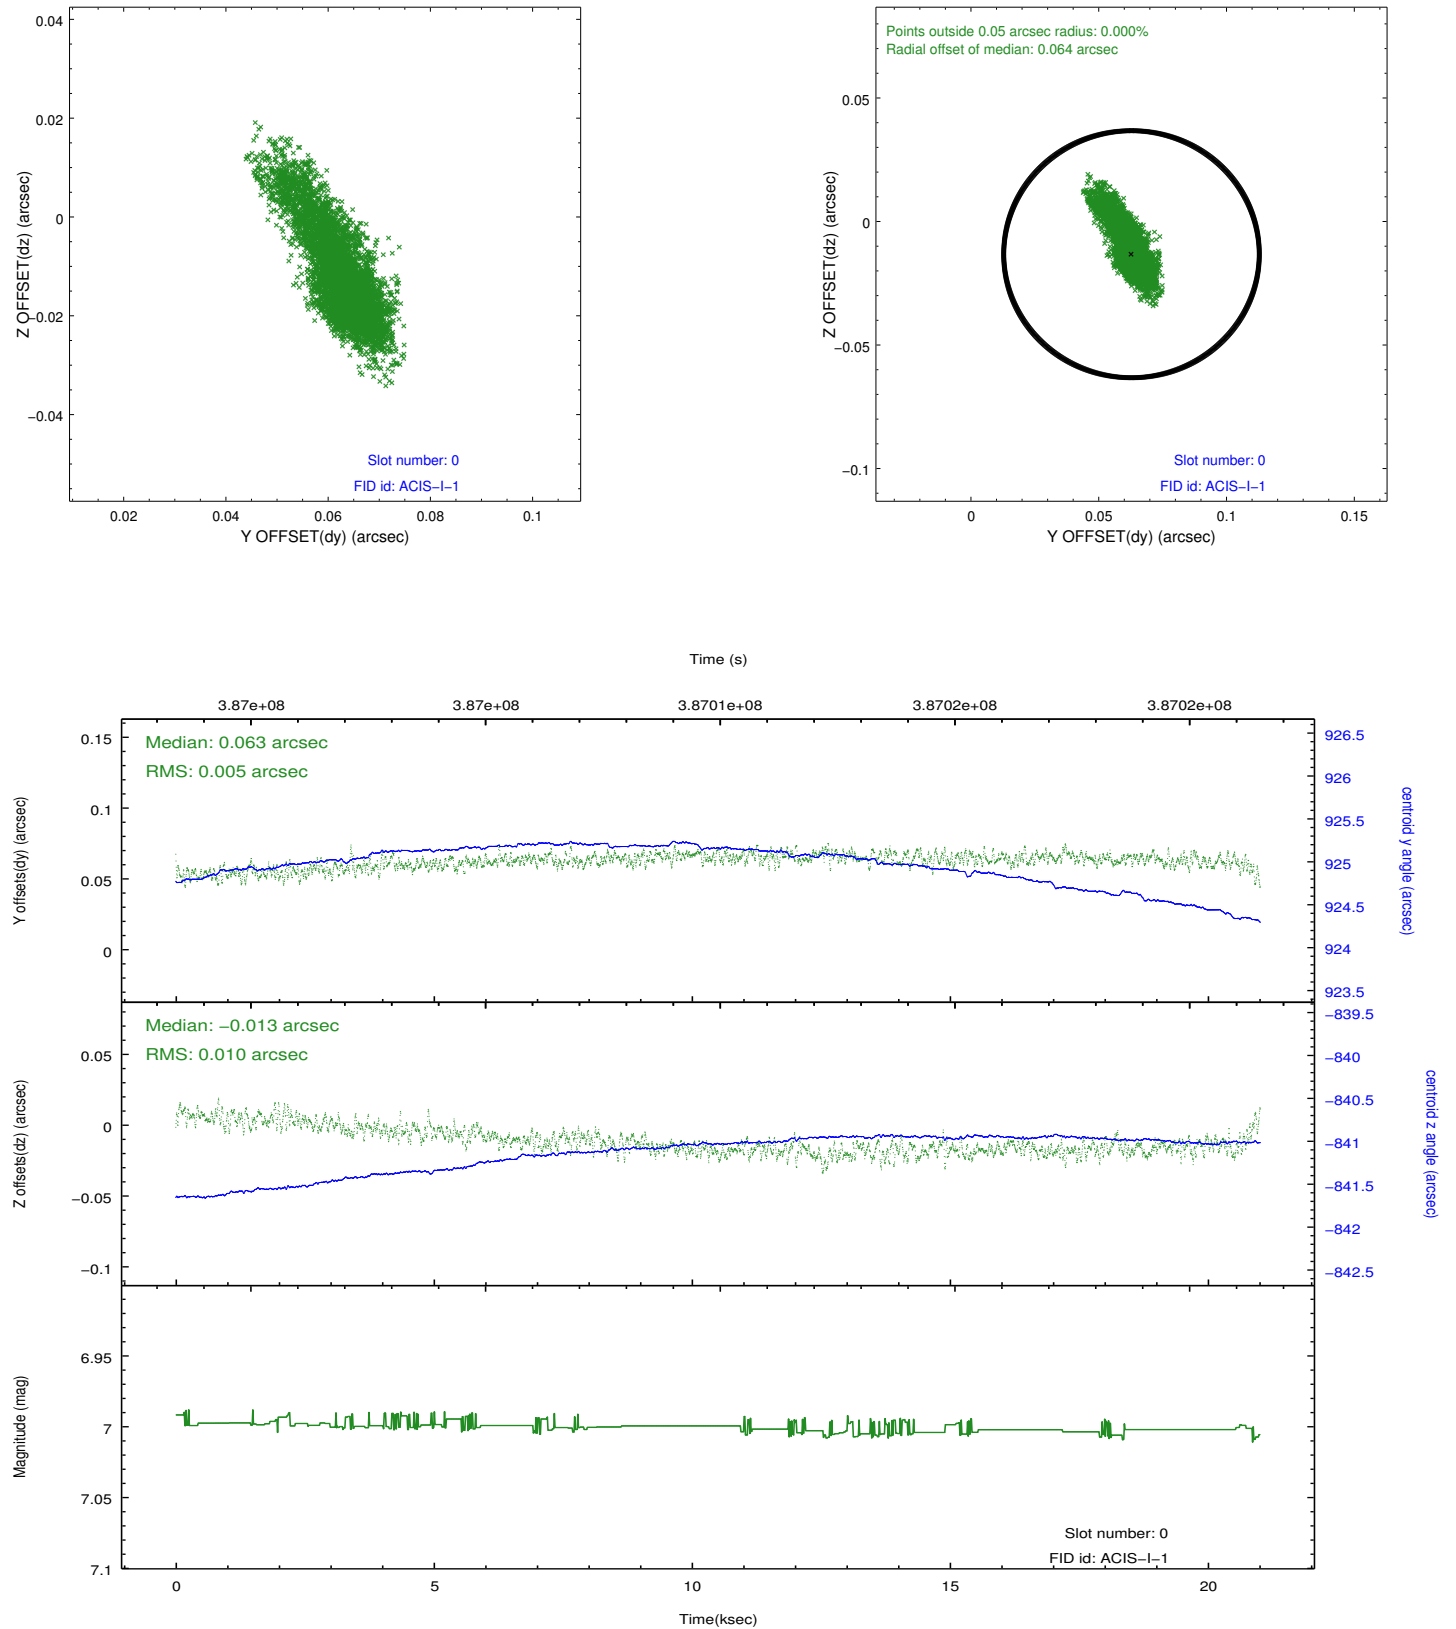 0.04
0.02
0
−0.02
−0.04
Z OFFSET(dz) (arcsec)
Slot number: 0
FID id: ACIS−I−1
0.02 0.04 0.06 0.08 0.1
Y OFFSET(dy) (arcsec)
Points outside 0.05 arcsec radius: 0.000%
Radial offset of median: 0.064 arcsec
0.05
0
−0.05
−0.1
Z OFFSET(dz) (arcsec)
Slot number: 0
FID id: ACIS−I−1
0 0.05 0.1 0.15
Y OFFSET(dy) (arcsec)
Time (s)
3.87e+08 3.87e+08 3.8701e+08 3.8702e+08 3.8702e+08
Median: 0.063 arcsec
RMS: 0.005 arcsec
0.15
0.1
0.05
0
Y offsets(dy) (arcsec)
926.5
926
925.5
925
924.5
924
923.5
centroid y angle (arcsec)
Median: −0.013 arcsec
RMS: 0.010 arcsec
0.05
0
−0.05
−0.1
Z offsets(dz) (arcsec)
−839.5
−840
−840.5
−841
−841.5
−842
−842.5
centroid z angle (arcsec)
6.95
7
7.05
7.1
Magnitude (mag)
Slot number: 0
FID id: ACIS−I−1
0 5 10 15 20
Time(ksec)